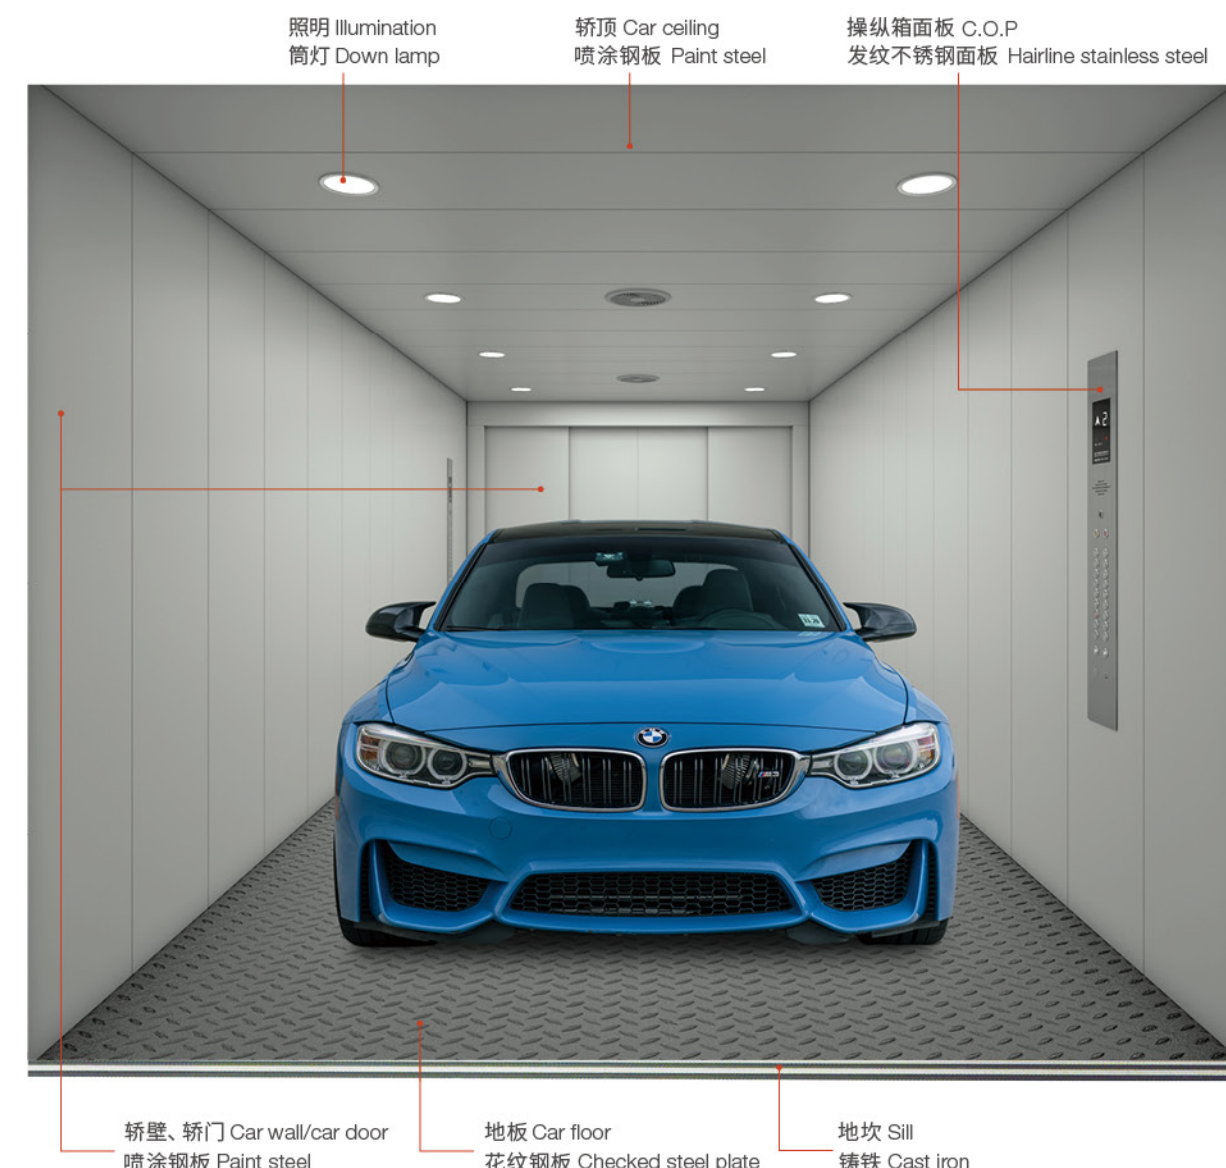 照明 Illumination
筒灯 Down lamp
轿顶 Car ceiling
喷涂钢板 Paint steel
操纵箱面板 C.O.P
发纹不锈钢面板 Hairline stainless steel
2
M3
轿壁、轿门 Car wall/car door
喷涂钢板 Paint steel
地板 Car floor
花纹钢板 Checked steel plate
地坎 Sill
铸铁 Cast iron